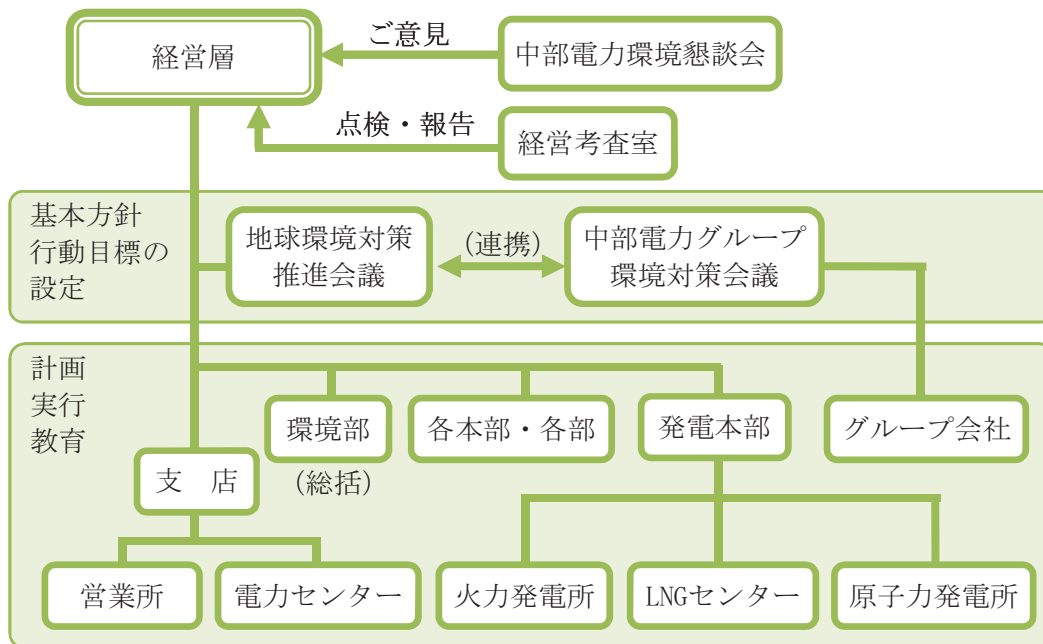 経営層
ご意見
中部電力環境懇談会
点検・報告
経営考査室
基本方針
行動目標の
設定
地球環境対策
推進会議
(連携)
中部電力グループ
環境対策会議
計画
実行
教育
環境部
(総括)
各本部・各部
発電本部
グループ会社
支　店
営業所
電力センター
火力発電所
LNGセンター
原子力発電所